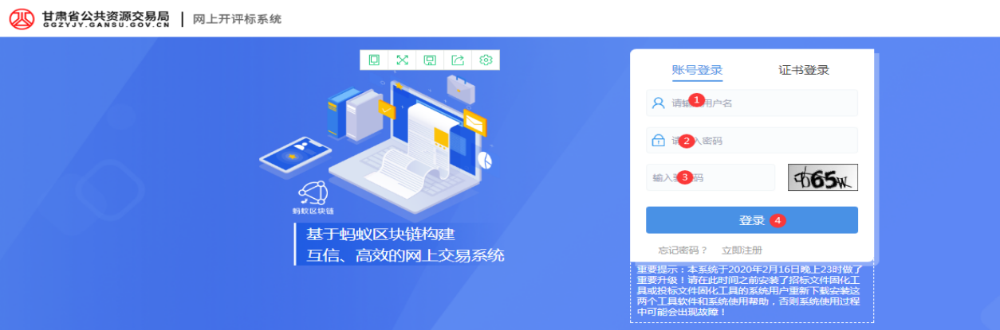 甘肃省公共资源交易局
GGZYJY.GANSU.GOV.CN
网上开评标系统
账号登录 证书登录
请输 1 用户名
请 2 入密码
输入 3 码
登录 4
忘记密码？ 立即注册
蚂蚁区块链
基于蚂蚁区块链构建
互信、高效的网上交易系统
重要提示：本系统于2020年2月16日晚上23时做了
重要升级！请在此时间之前安装了招标文件固化工
具或投标文件固化工具的系统用户重新下载安装这
两个工具软件和系统使用帮助，否则系统使用过程
中可能会出现故障！